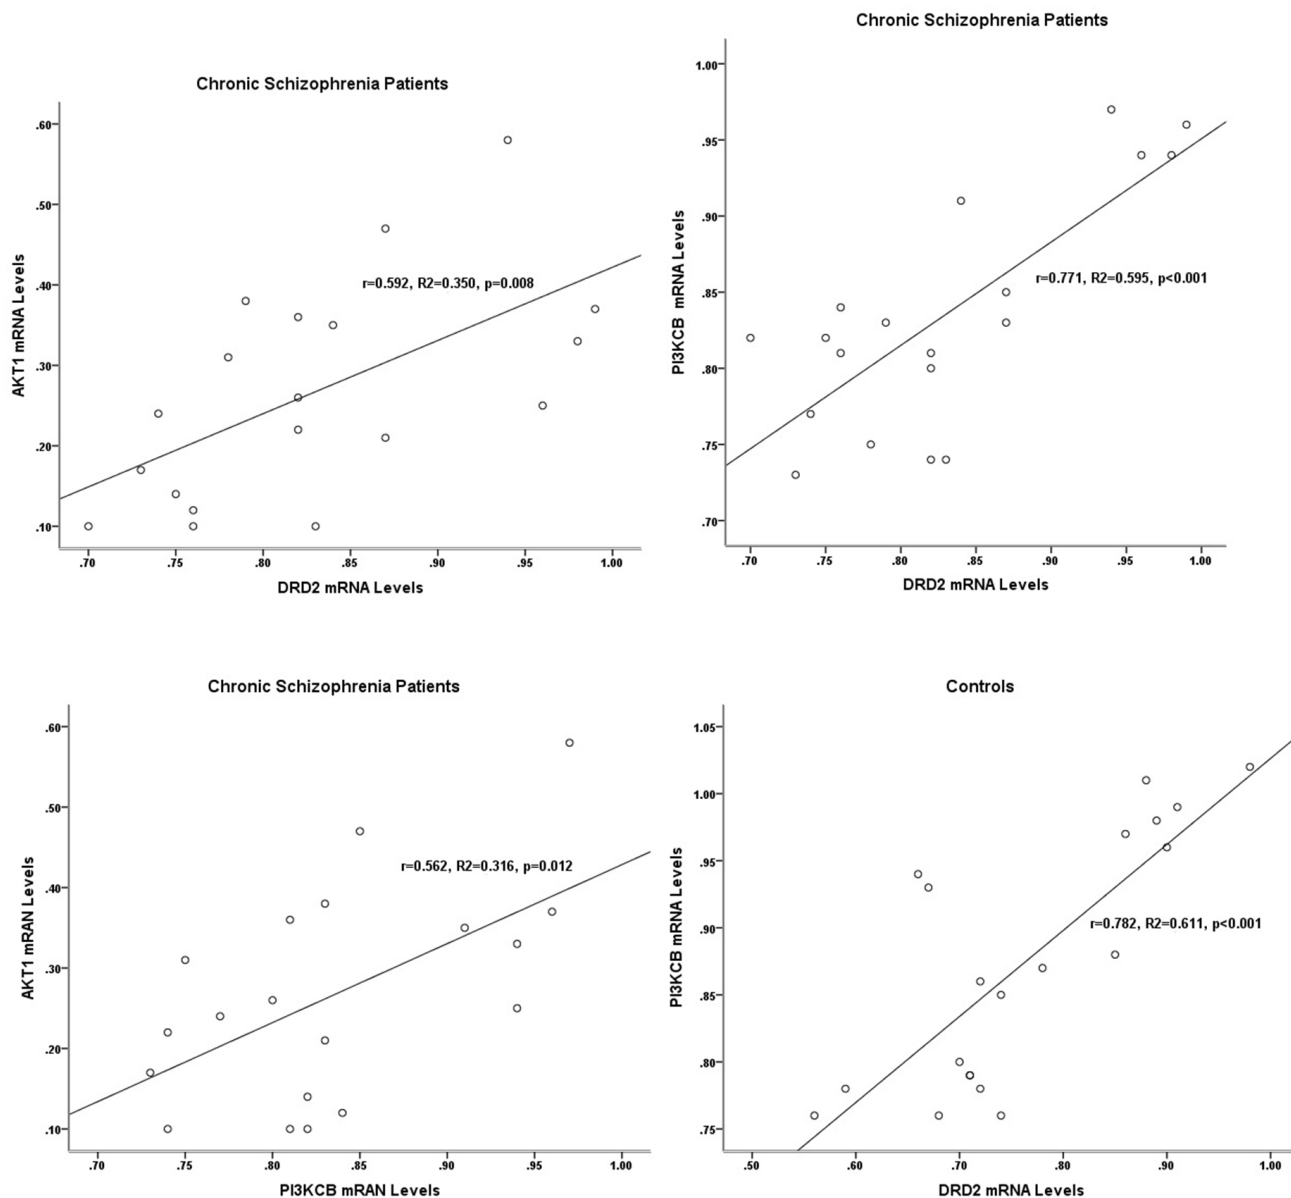 Chronic Schizophrenia Patients
.60
.50
.40
.30
.20
.10
AKT1 mRNA Levels
r=0.592, R2=0.350, p=0.008
.70 .75 .80 .85 .90 .95 1.00
DRD2 mRNA Levels
Chronic Schizophrenia Patients
1.00
.95
.90
.85
.80
.75
.70
PI3KCB mRNA Levels
r=0.771, R2=0.595, p<0.001
.70 .75 .80 .85 .90 .95 1.00
DRD2 mRNA Levels
Chronic Schizophrenia Patients
.60
.50
.40
.30
.20
.10
AKT1 mRAN Levels
r=0.562, R2=0.316, p=0.012
.70 .75 .80 .85 .90 .95 1.00
PI3KCB mRAN Levels
Controls
1.05
1.00
.95
.90
.85
.80
.75
PI3KCB mRNA Levels
r=0.782, R2=0.611, p<0.001
.50 .60 .70 .80 .90 1.00
DRD2 mRNA Levels